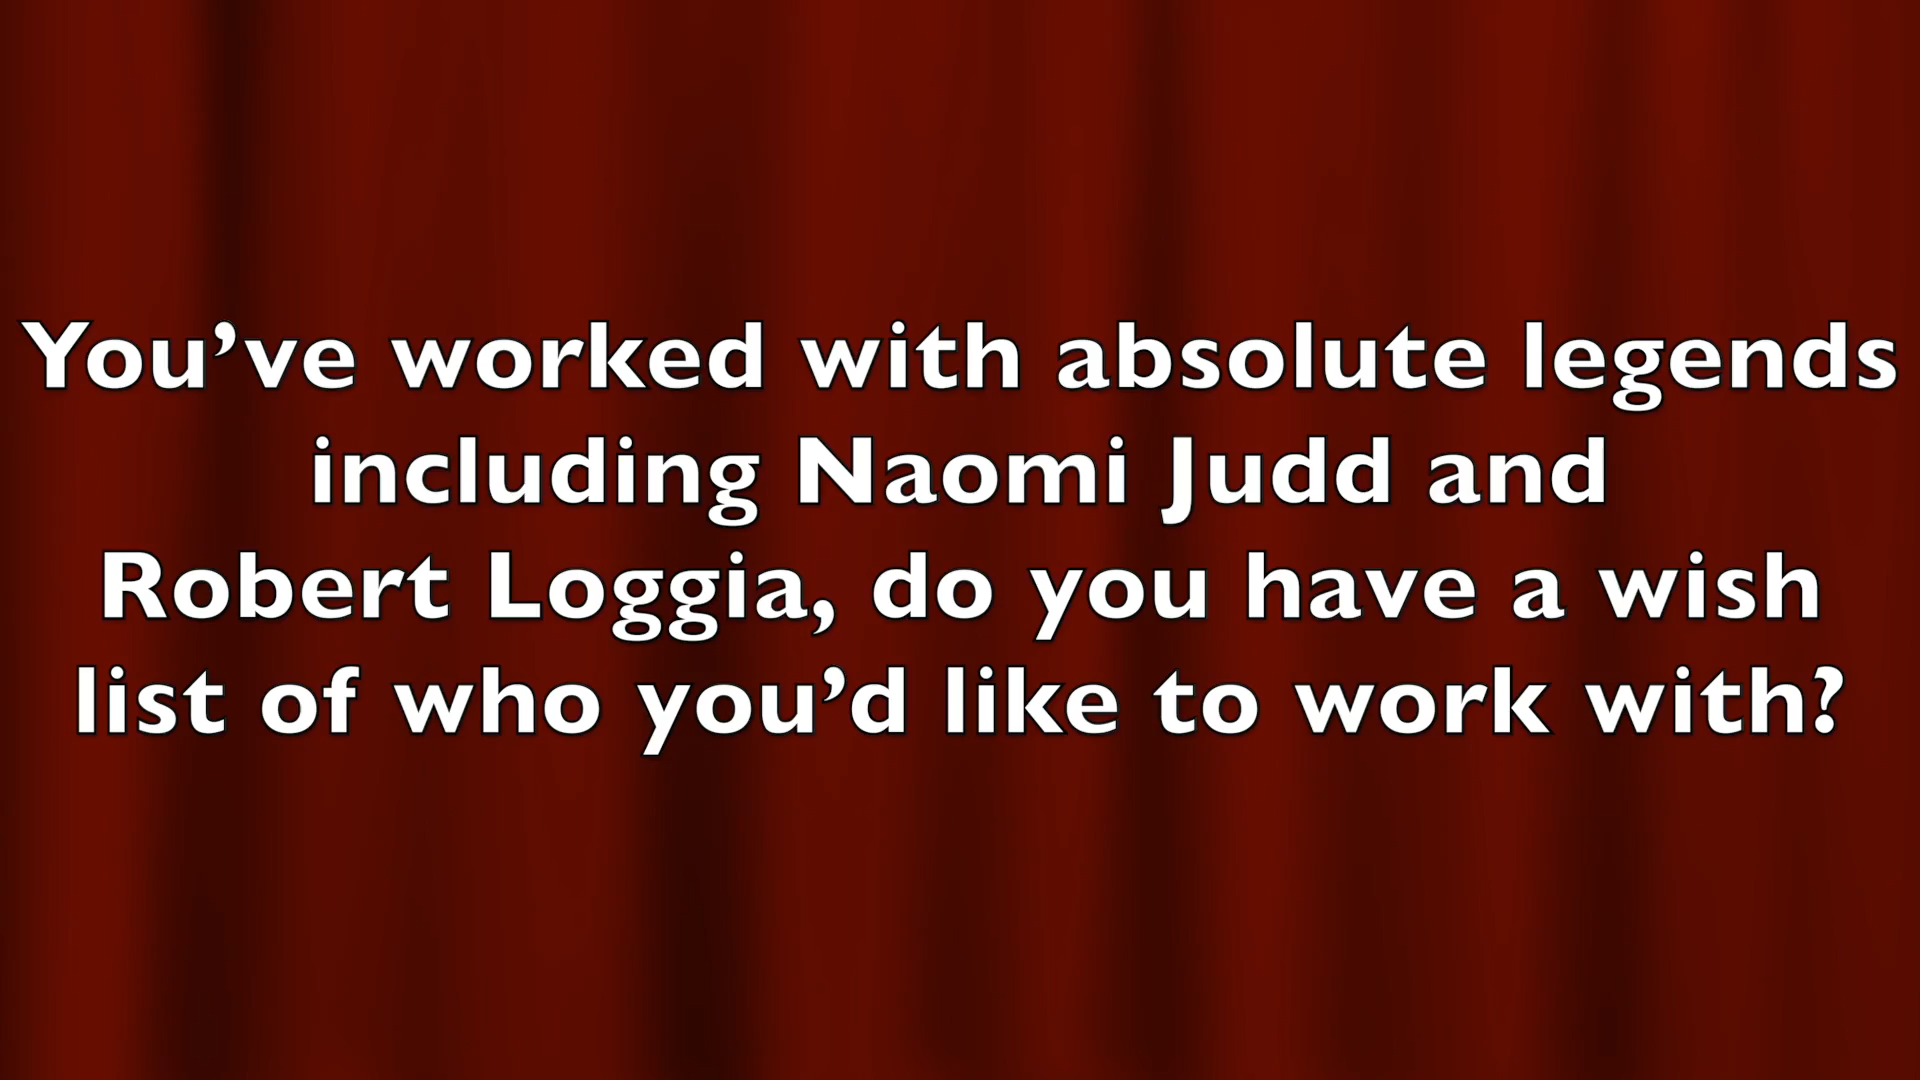 You’ve worked with absolute legends
including Naomi Judd and
Robert Loggia, do you have a wish
list of who you’d like to work with?